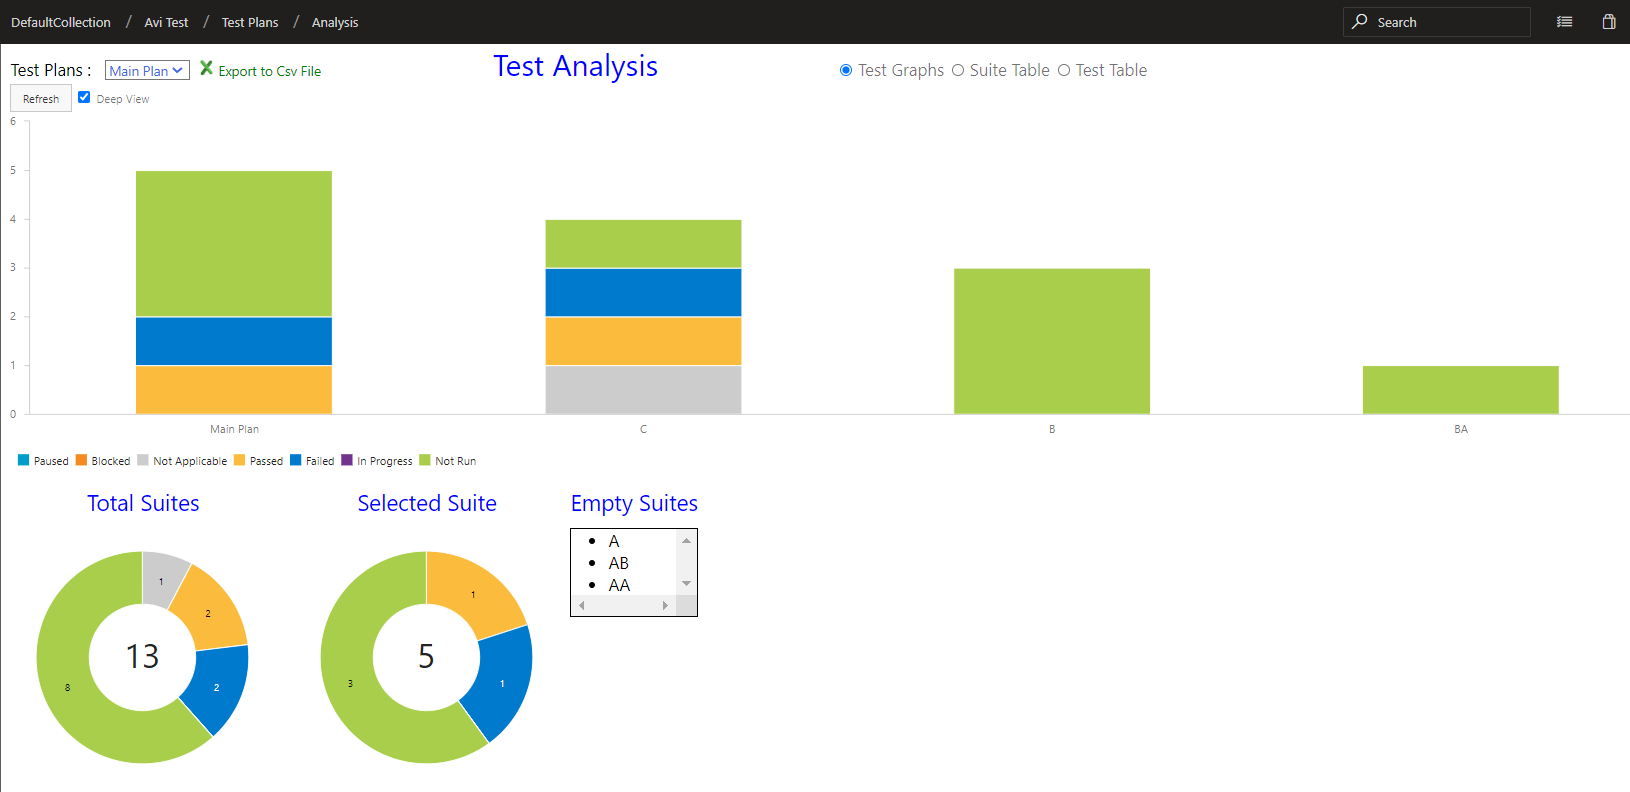 DefaultCollection / Avi Test / Test Plans / Analysis Search
Test Plans : Main Plan Export to Csv File Test Analysis Test Graphs Suite Table Test Table
Refresh Deep View
6
5
4
3
2
1
0
Main Plan C B BA
Paused Blocked Not Applicable Passed Failed In Progress Not Run
Total Suites Selected Suite Empty Suites
A
AB
AA
1 2 2 8 13
1 1 3 5